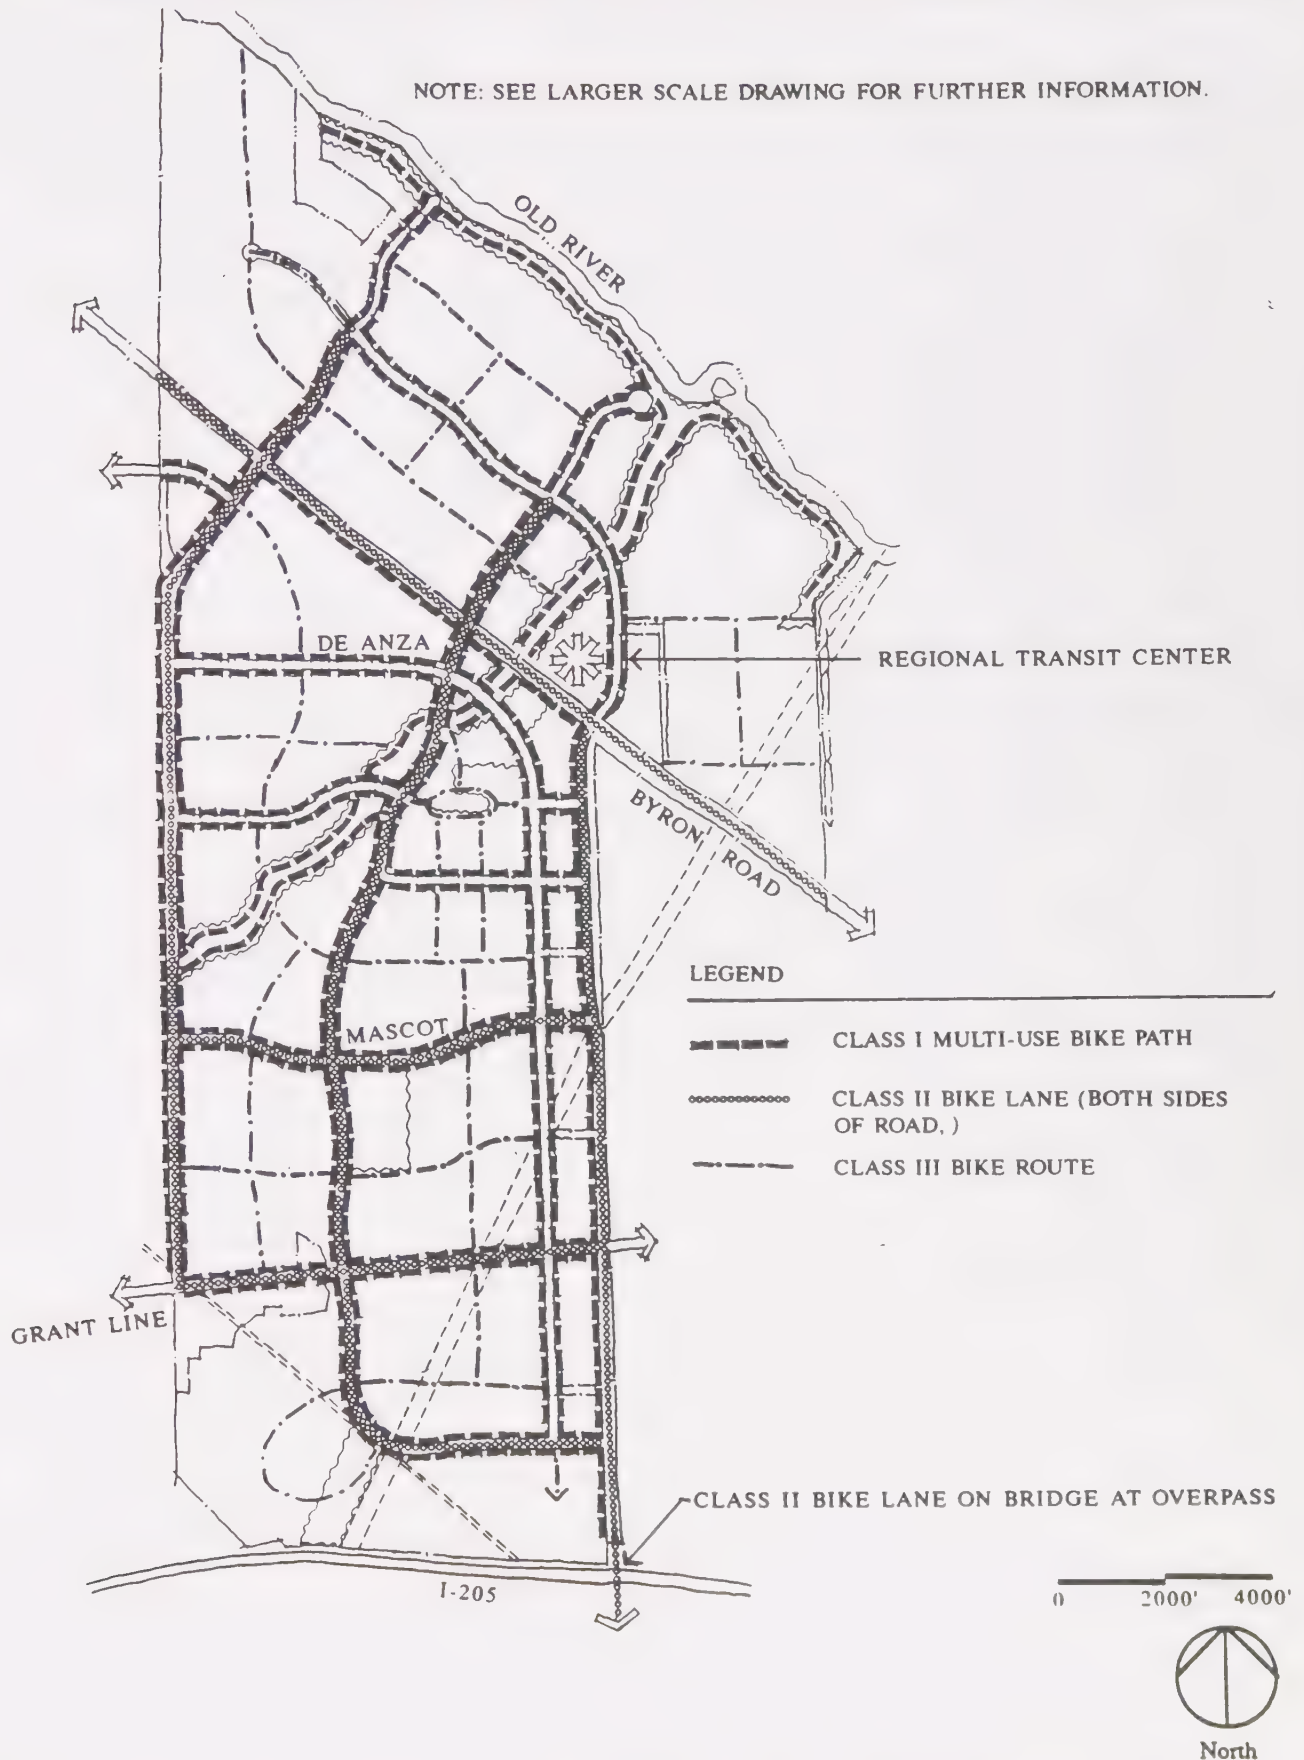 NOTE: SEE LARGER SCALE DRAWING FOR FURTHER INFORMATION.
OLD RIVER
DE ANZA
REGIONAL TRANSIT CENTER
BYRON ROAD
LEGEND
MASCOT
CLASS I MULTI-USE BIKE PATH
CLASS II BIKE LANE (BOTH SIDES
OF ROAD, )
CLASS III BIKE ROUTE
GRANT LINE
CLASS II BIKE LANE ON BRIDGE AT OVERPASS
I-205
0 2000' 4000'
North